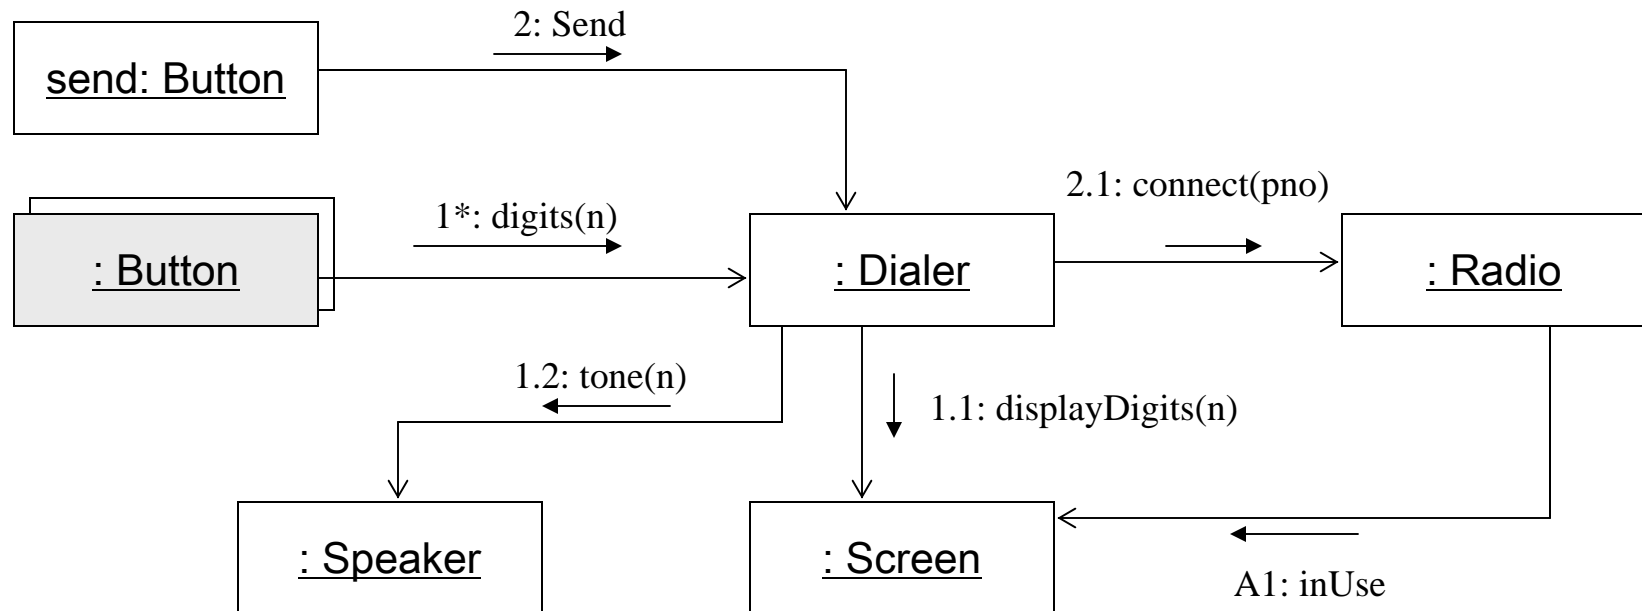 2: Send
send: Button
2.1: connect(pno)
1*: digits(n)
: Button
: Dialer
: Radio
1.2: tone(n)
1.1: displayDigits(n)
: Speaker
: Screen
A1: inUse